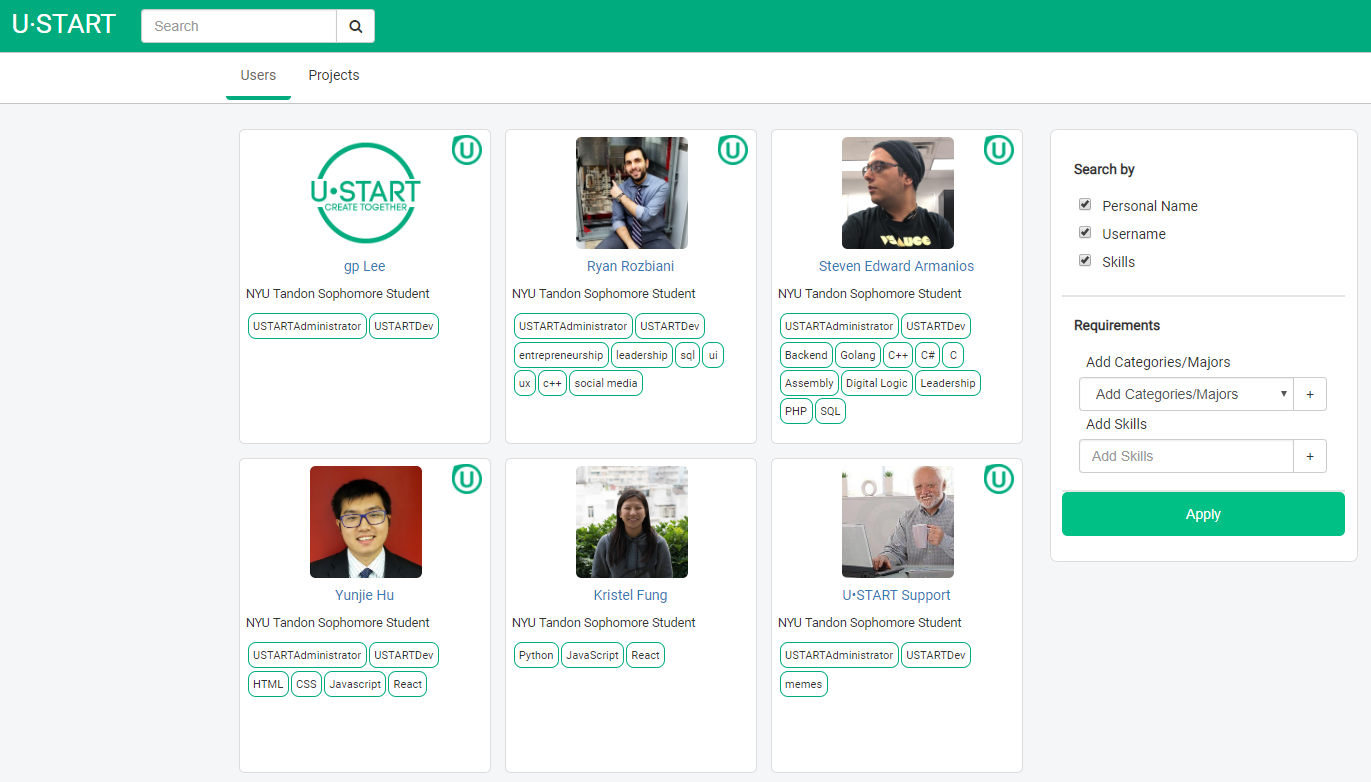 U·START
Search
Users
Projects
U•START
CREATE TOGETHER
gp Lee
NYU Tandon Sophomore Student
USTARTAdministrator USTARTDev
Ryan Rozbiani
NYU Tandon Sophomore Student
USTARTAdministrator USTARTDev
entrepreneurship leadership sql ui
ux c++ social media
Steven Edward Armanios
NYU Tandon Sophomore Student
USTARTAdministrator USTARTDev
Backend Golang C++ C# C
Assembly Digital Logic Leadership
PHP SQL
Yunjie Hu
NYU Tandon Sophomore Student
USTARTAdministrator USTARTDev
HTML CSS Javascript React
Kristel Fung
NYU Tandon Sophomore Student
Python JavaScript React
U•START Support
NYU Tandon Sophomore Student
USTARTAdministrator USTARTDev
memes
Search by
Personal Name
Username
Skills
Requirements
Add Categories/Majors
Add Categories/Majors +
Add Skills
Add Skills +
Apply